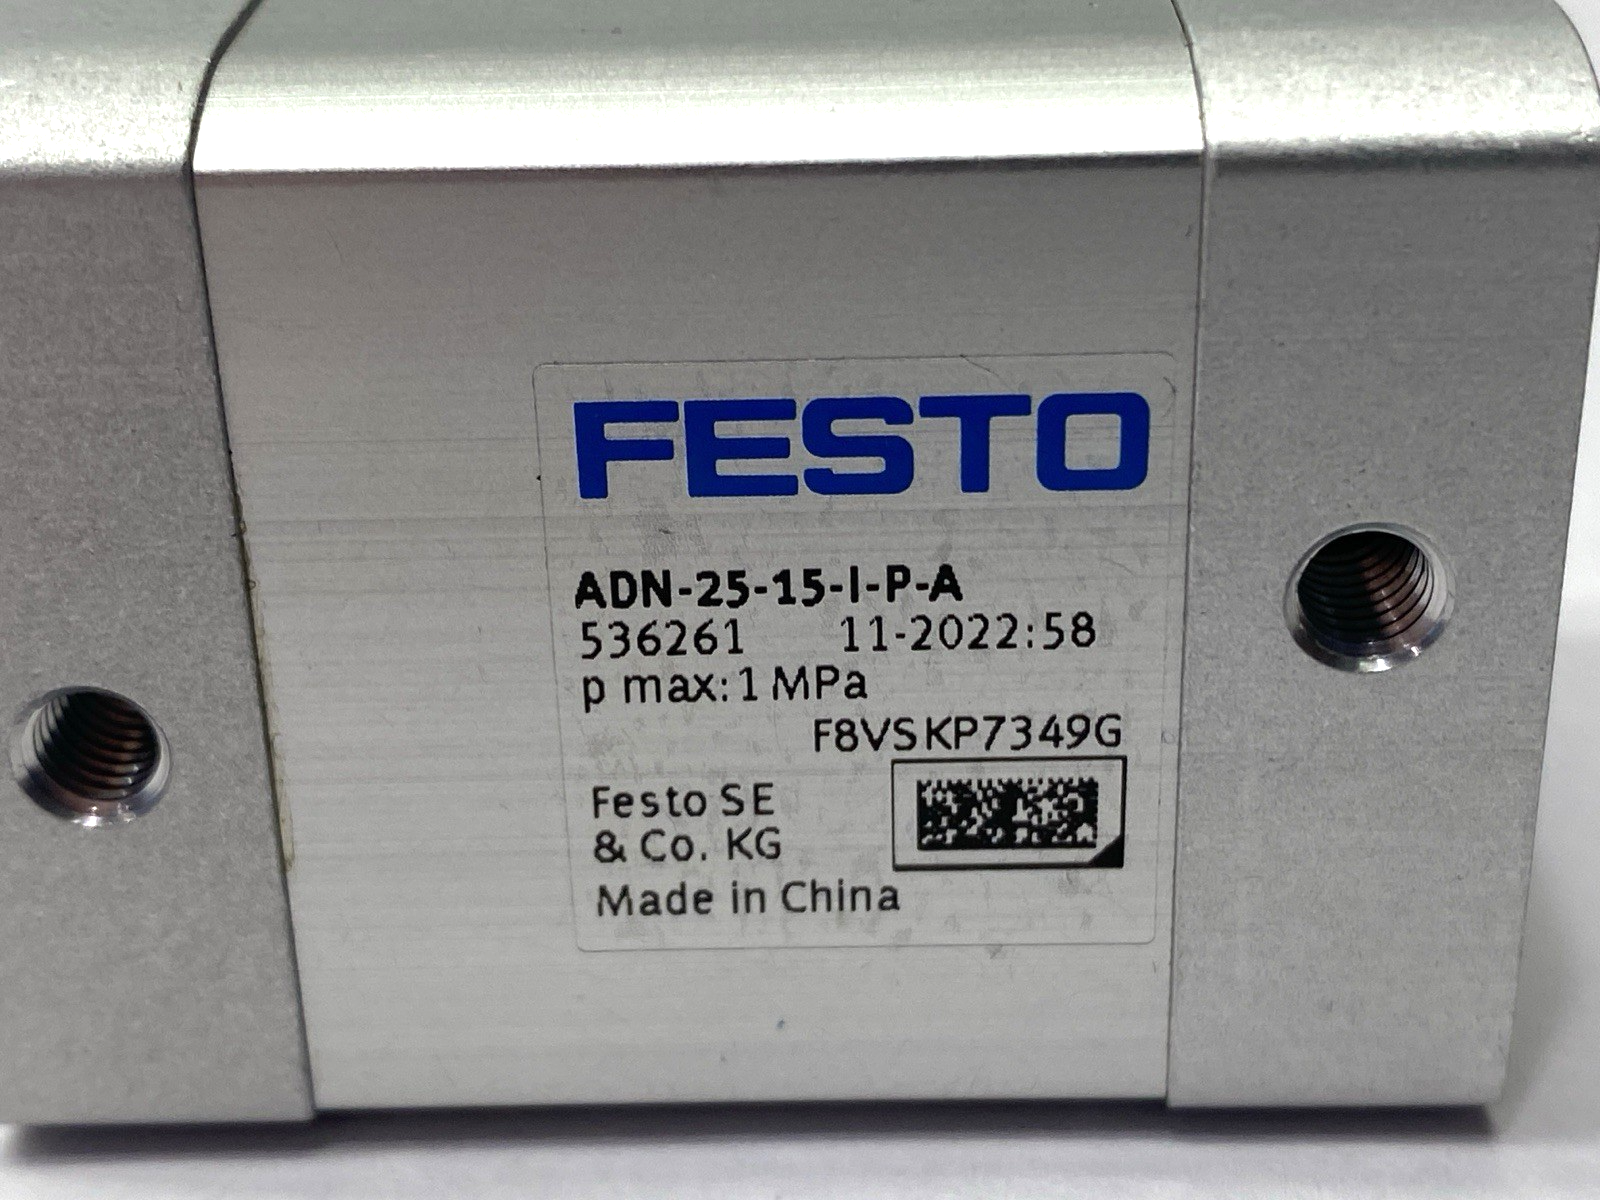 FESTO
ADN-25-15-I-P-A
536261 11-2022:58
p max: 1 MPa
F8VSKP7349G
Festo SE
& Co. KG
Made in China